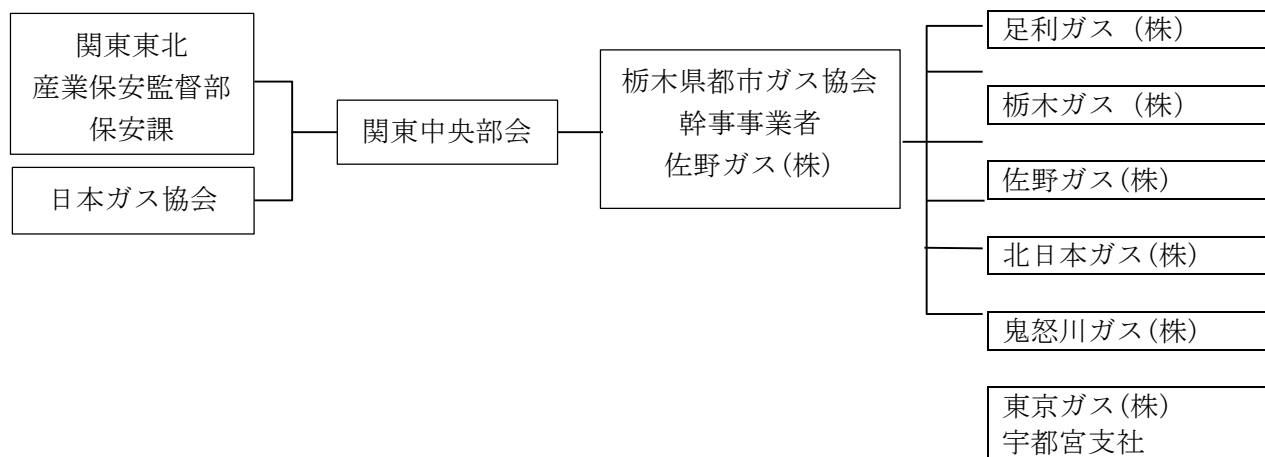 関東東北
産業保安監督部
保安課
日本ガス協会
関東中央部会
栃木県都市ガス協会
幹事事業者
佐野ガス(株)
足利ガス (株)
栃木ガス (株)
佐野ガス(株)
北日本ガス(株)
鬼怒川ガス(株)
東京ガス(株)
宇都宮支社